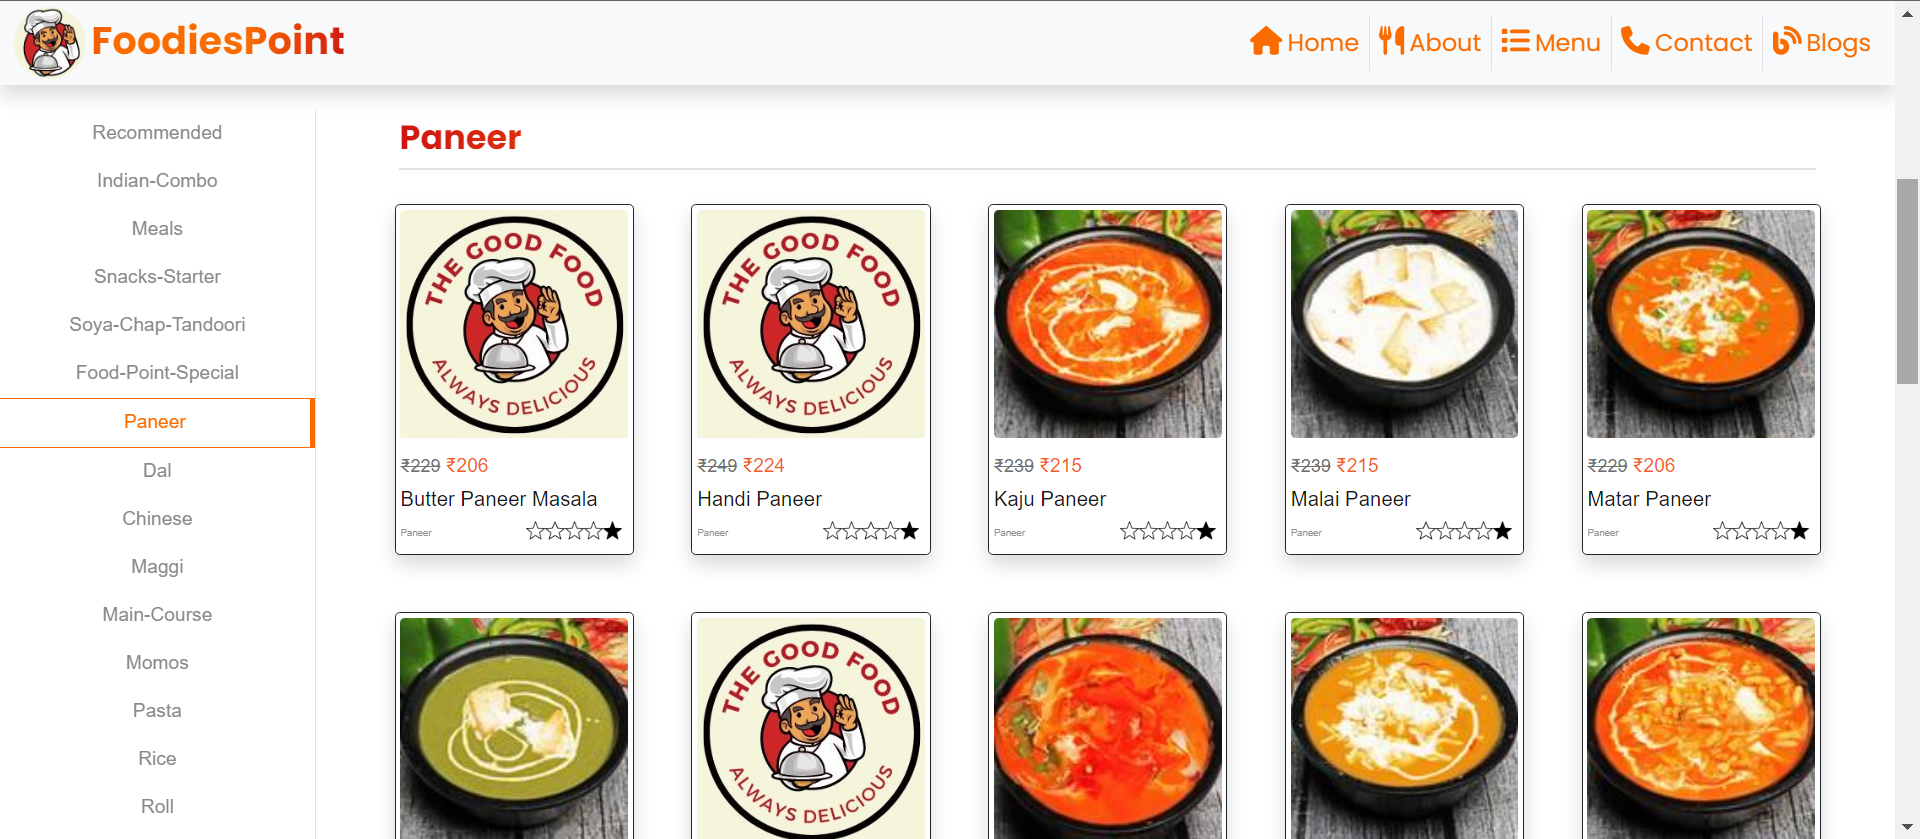 FoodiesPoint
Home
About
Menu
Contact
Blogs
Recommended
Indian-Combo
Meals
Snacks-Starter
Soya-Chap-Tandoori
Food-Point-Special
Paneer
Dal
Chinese
Maggi
Main-Course
Momos
Pasta
Rice
Roll
Paneer
THE GOOD FOOD
ALWAYS DELICIOUS
₹229 ₹206
Butter Paneer Masala
Paneer
THE GOOD FOOD
ALWAYS DELICIOUS
₹249 ₹224
Handi Paneer
Paneer
₹239 ₹215
Kaju Paneer
Paneer
₹239 ₹215
Malai Paneer
Paneer
₹229 ₹206
Matar Paneer
Paneer
THE GOOD FOOD
ALWAYS DELICIOUS